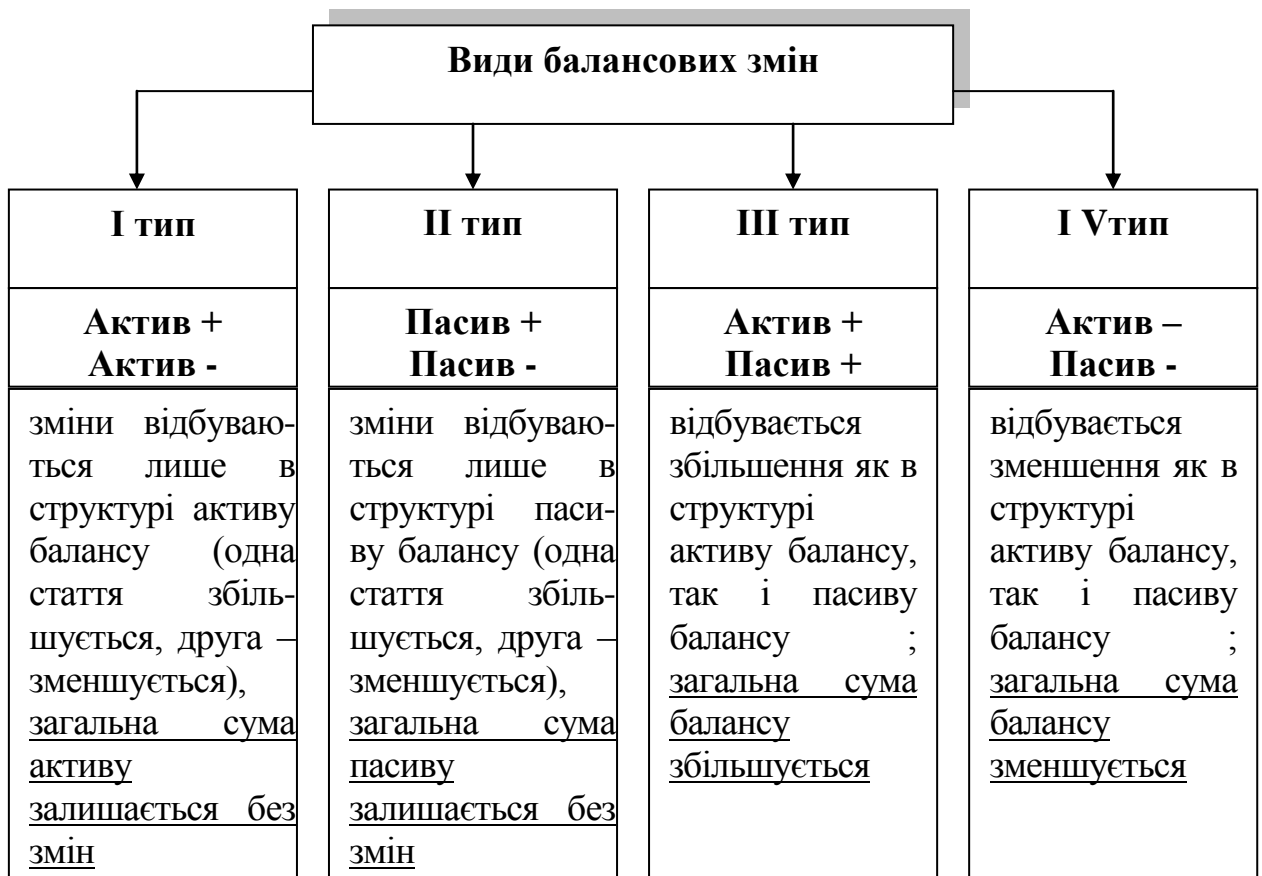 Види балансових змін
І тип
Актив +
Актив -
зміни відбуваю-
ться лише в
структурі активу
балансу (одна
стаття збіль-
шується, друга –
зменшується),
загальна сума
активу
залишається без
змін
ІІ тип
Пасив +
Пасив -
зміни відбуваю-
ться лише в
структурі паси-
ву балансу (одна
стаття збіль-
шується, друга –
зменшується),
загальна сума
пасиву
залишається без
змін
ІІІ тип
Актив +
Пасив +
відбувається
збільшення як в
структурі
активу балансу,
так і пасиву
балансу ;
загальна сума
балансу
збільшується
І Vтип
Актив –
Пасив -
відбувається
зменшення як в
структурі
активу балансу,
так і пасиву
балансу ;
загальна сума
балансу
зменшується